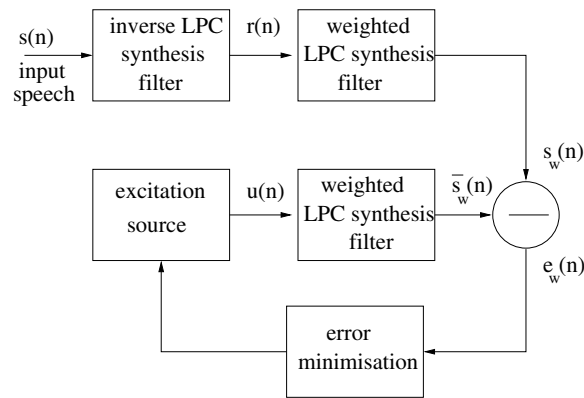 s(n)
input
speech
inverse LPC
synthesis
filter
r(n)
weighted
LPC synthesis
filter
s_w(n)
excitation
source
u(n)
weighted
LPC synthesis
filter
s̅_w(n)
e_w(n)
error
minimisation